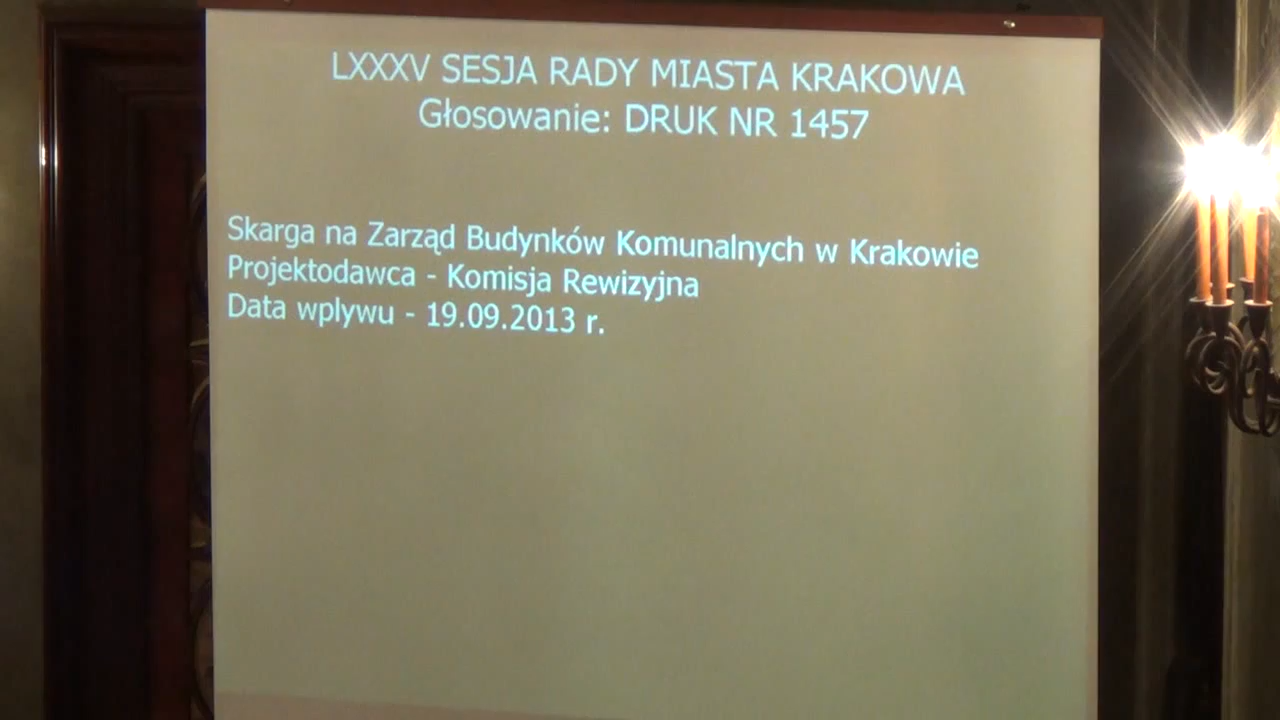 LXXXV SESJA RADY MIASTA KRAKOWA
Głosowanie: DRUK NR 1457
Skarga na Zarząd Budynków Komunalnych w Krakowie
Projektodawca - Komisja Rewizyjna
Data wplywu - 19.09.2013 r.